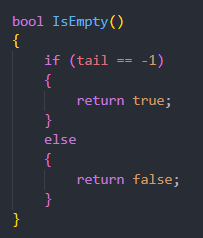 bool IsEmpty()
{
    if (tail == -1)
    {
        return true;
    }
    else
    {
        return false;
    }
}